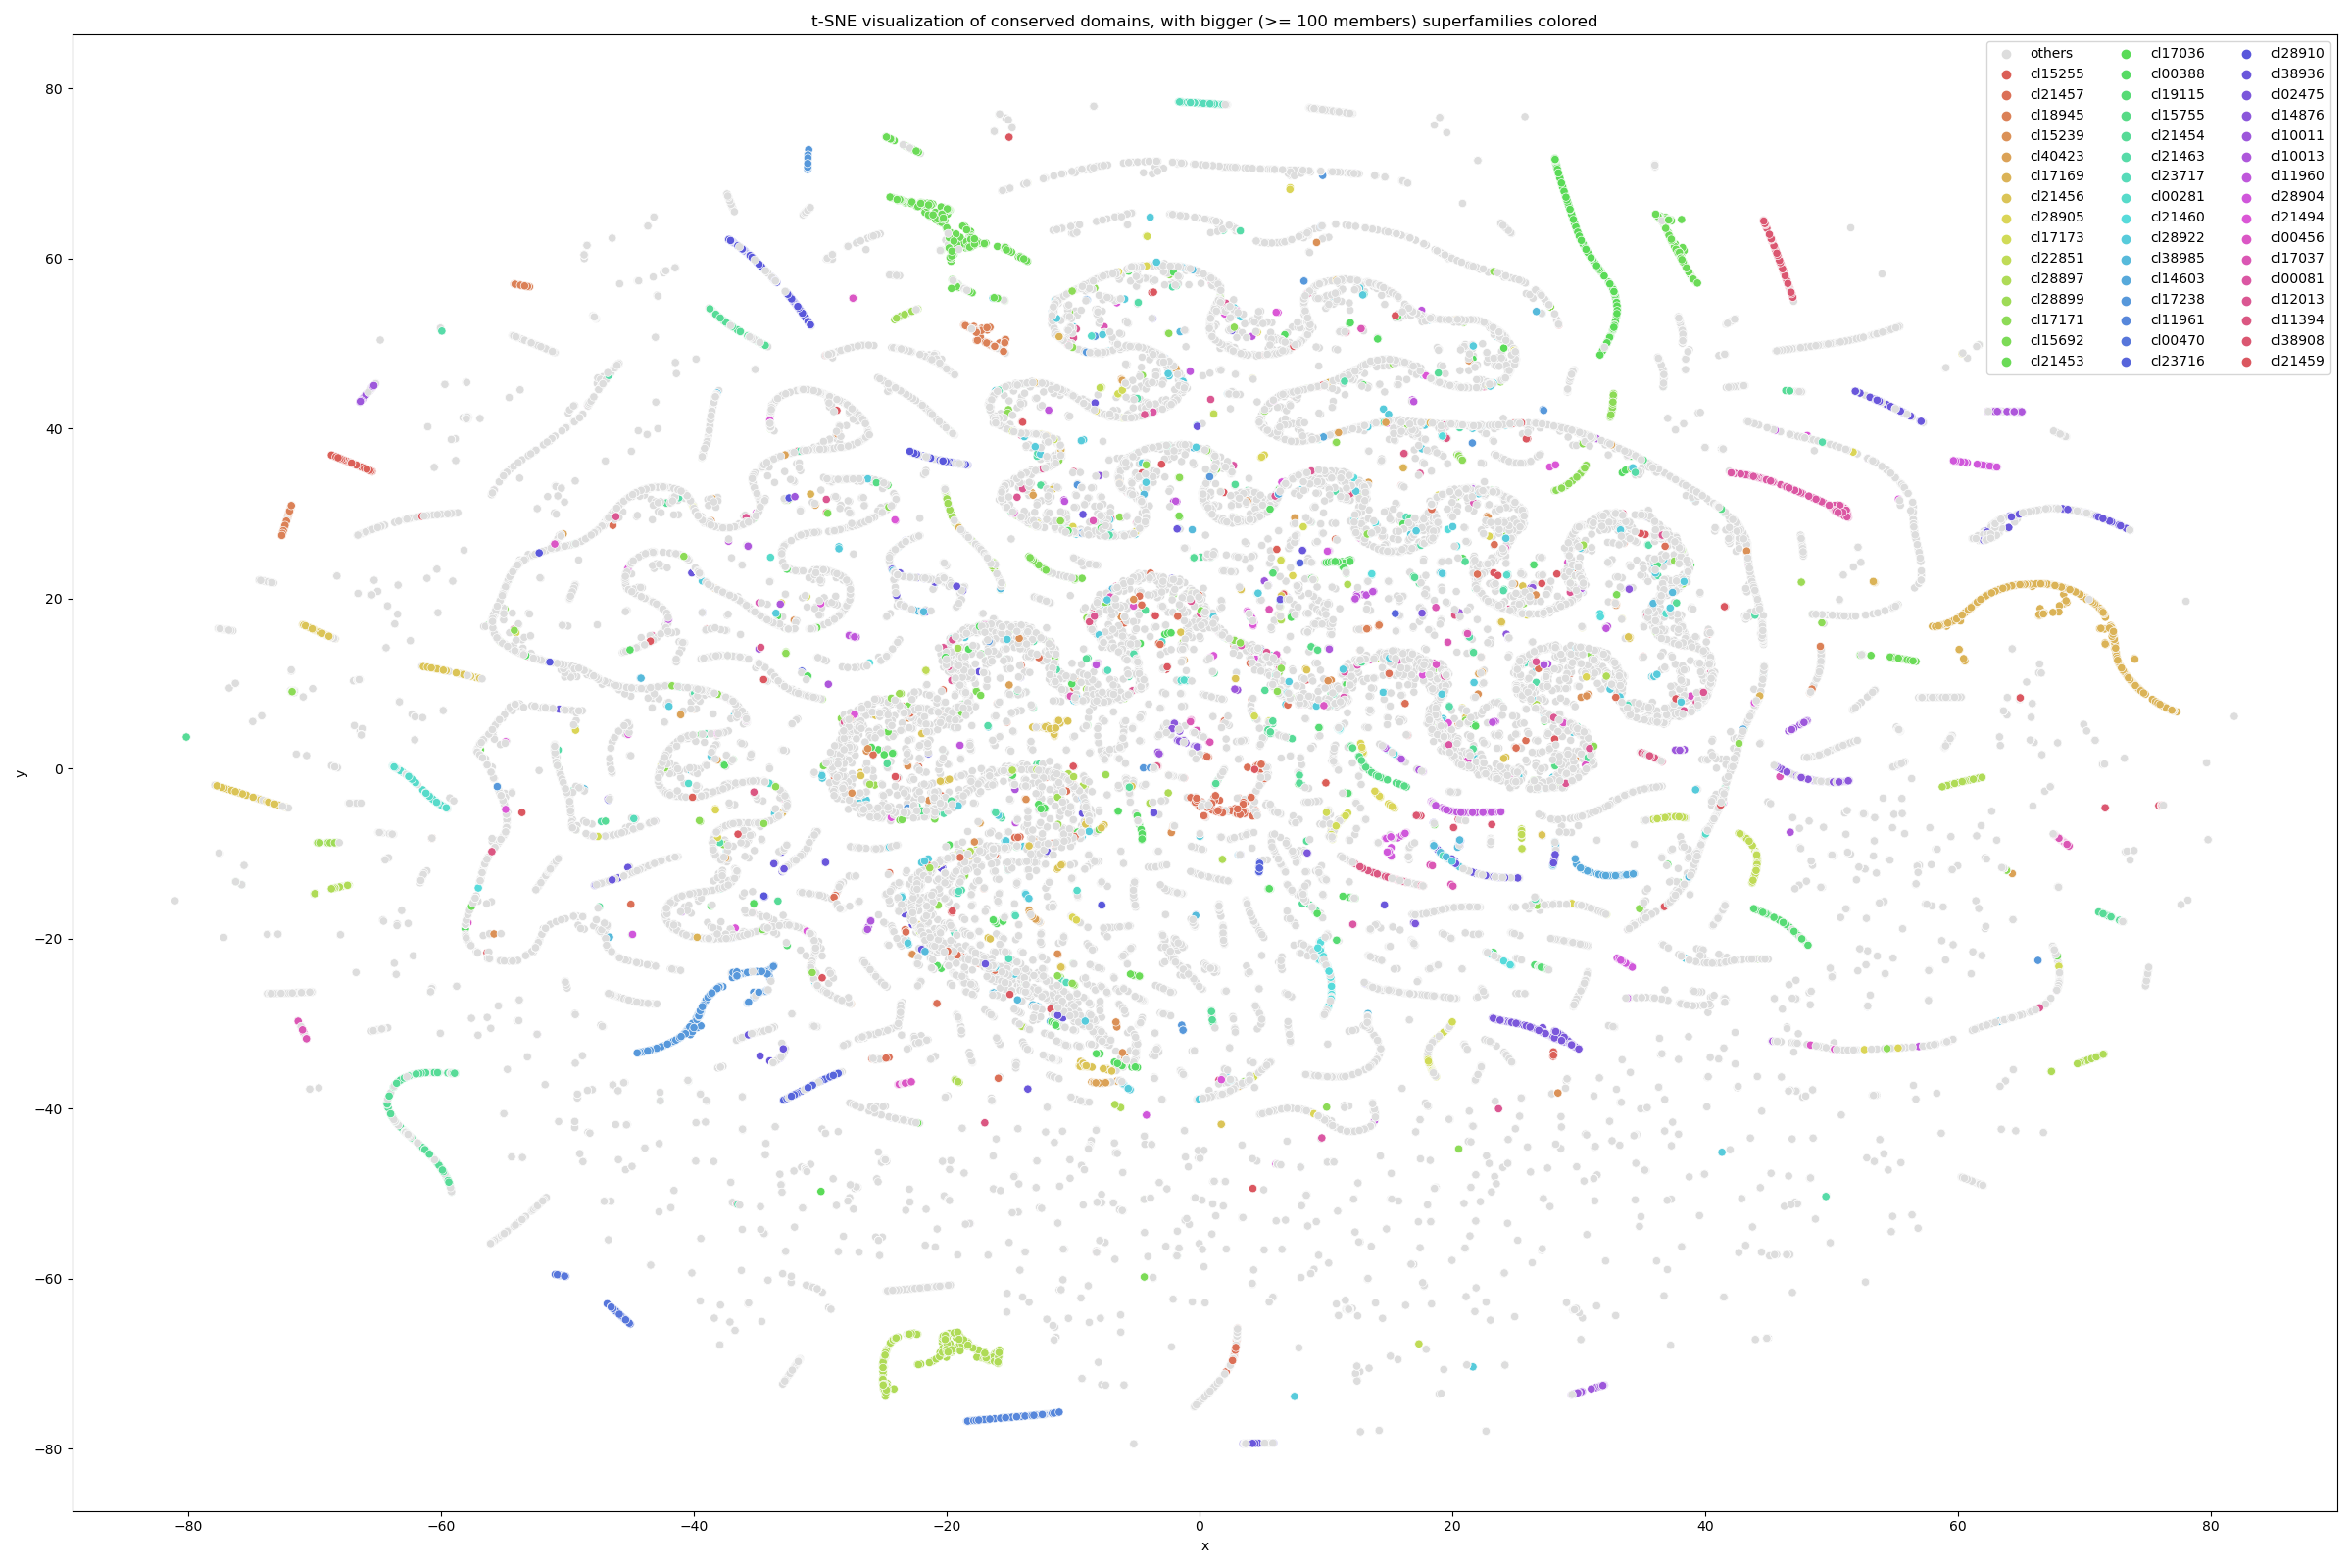 t-SNE visualization of conserved domains, with bigger (>= 100 members) superfamilies colored
others
cl15255
cl21457
cl18945
cl15239
cl40423
cl17169
cl21456
cl28905
cl17173
cl22851
cl28897
cl28899
cl17171
cl15692
cl21453
cl17036
cl00388
cl19115
cl15755
cl21454
cl21463
cl23717
cl00281
cl21460
cl28922
cl38985
cl14603
cl17238
cl11961
cl00470
cl23716
cl28910
cl38936
cl02475
cl14876
cl10011
cl10013
cl11960
cl28904
cl21494
cl00456
cl17037
cl00081
cl12013
cl11394
cl38908
cl21459
80
60
40
20
0
−20
−40
−60
−80
y
−80
−60
−40
−20
0
20
40
60
80
x